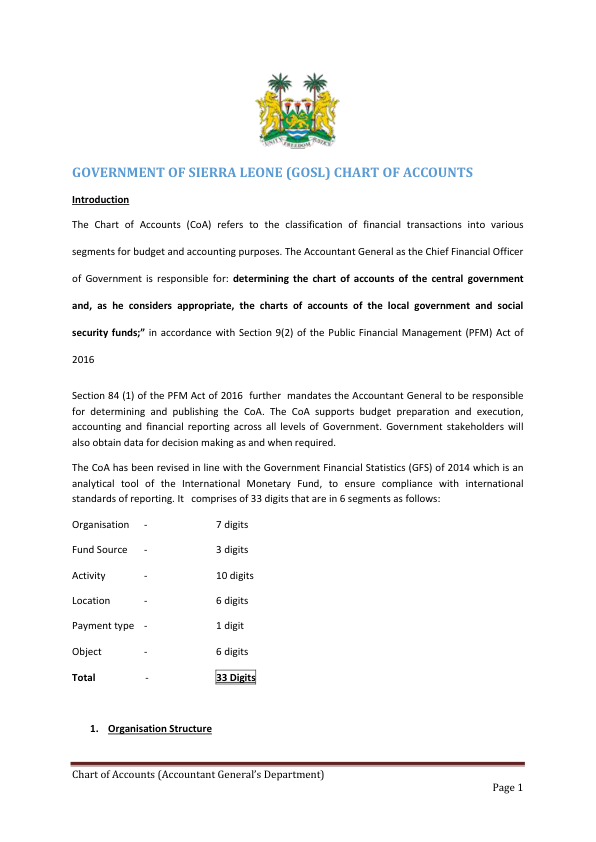 UNITY FREEDOM JUSTICE
GOVERNMENT OF SIERRA LEONE (GOSL) CHART OF ACCOUNTS
Introduction
The Chart of Accounts (CoA) refers to the classification of financial transactions into various
segments for budget and accounting purposes. The Accountant General as the Chief Financial Officer
of Government is responsible for: determining the chart of accounts of the central government
and, as he considers appropriate, the charts of accounts of the local government and social
security funds;” in accordance with Section 9(2) of the Public Financial Management (PFM) Act of
2016
Section 84 (1) of the PFM Act of 2016 further mandates the Accountant General to be responsible
for determining and publishing the CoA. The CoA supports budget preparation and execution,
accounting and financial reporting across all levels of Government. Government stakeholders will
also obtain data for decision making as and when required.
The CoA has been revised in line with the Government Financial Statistics (GFS) of 2014 which is an
analytical tool of the International Monetary Fund, to ensure compliance with international
standards of reporting. It comprises of 33 digits that are in 6 segments as follows:
Organisation - 7 digits
Fund Source - 3 digits
Activity - 10 digits
Location - 6 digits
Payment type - 1 digit
Object - 6 digits
Total - 33 Digits
1. Organisation Structure
Chart of Accounts (Accountant General’s Department)
Page 1